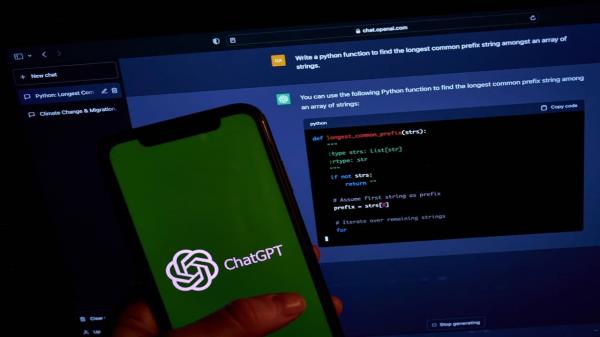 chat.openai.com
+ New chat
Python: Longest Com
Climate Change & Migration
Write a python function to find the longest common prefix string amongst an array of
strings.
You can use the following Python function to find the longest common prefix string among
an array of strings:
python
Copy code
def longest_common_prefix(strs):
"""
:type strs: List[str]
:rtype: str
"""
if not strs:
return ""
# Assume first string as prefix
prefix = strs[0]
# Iterate over remaining strings
for
ChatGPT
Clear
Up
Stop generating